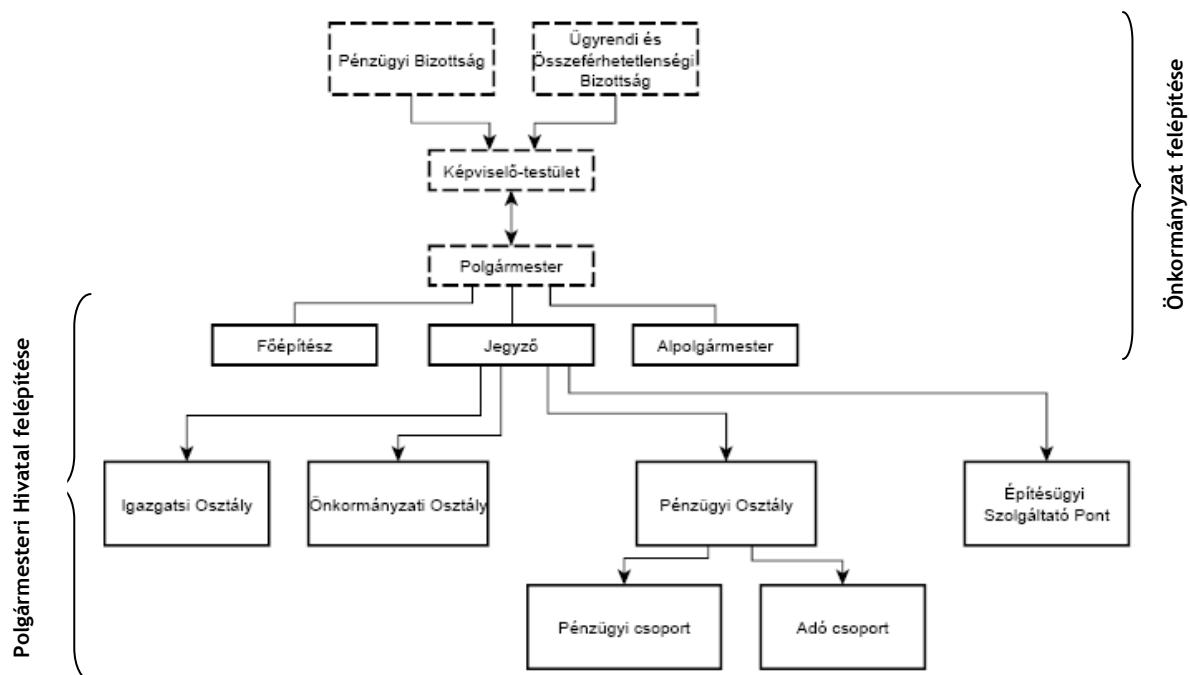 Pénzügyi Bizottság
Ügyrendi és
Összeférhetetlenségi
Bizottság
Képviselő-testület
Polgármester
Főépítész
Jegyző
Alpolgármester
Igazgatsi Osztály
Önkormányzati Osztály
Pénzügyi Osztály
Építésügyi
Szolgáltató Pont
Pénzügyi csoport
Adó csoport
Önkormányzat felépítése
Polgármesteri Hivatal felépítése